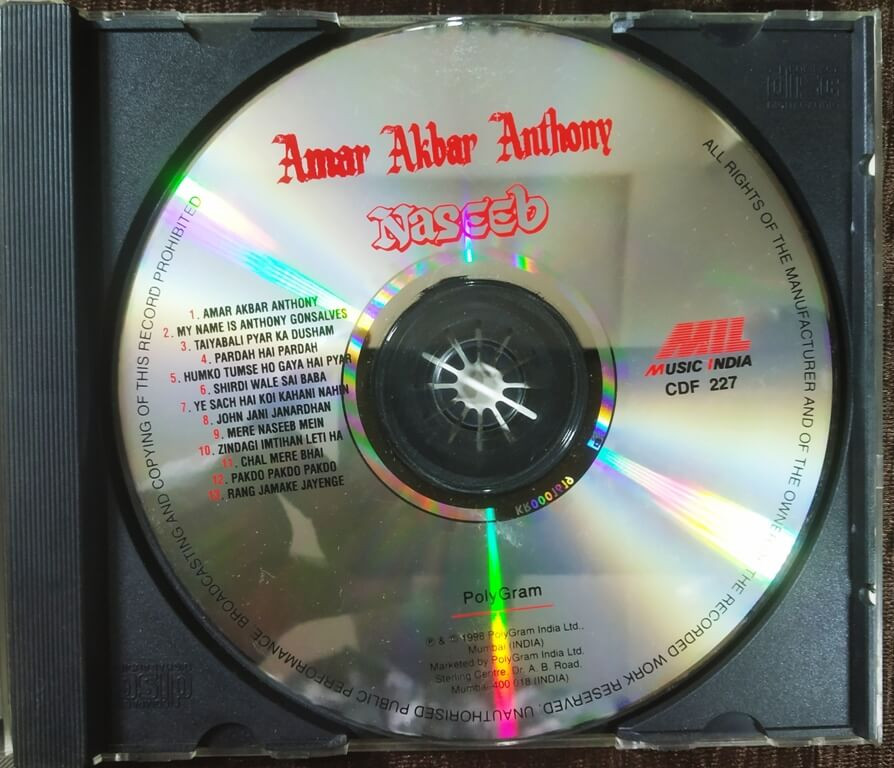 Amar Akbar Anthony
Naseeb
1. AMAR AKBAR ANTHONY
2. MY NAME IS ANTHONY GONSALVES
3. TAIYABALI PYAR KA DUSHAM
4. PARDAH HAI PARDAH
5. HUMKO TUMSE HO GAYA HAI PYAR
6. SHIRDI WALE SAI BABA
7. YE SACH HAI KOI KAHANI NAHIN
8. JOHN JANI JANARDHAN
9. MERE NASEEB MEIN
10. ZINDAGI IMTIHAN LETI HA
11. CHAL MERE BHAI
12. PAKDO PAKDO PAKDO
13. RANG JAMAKE JAYENGE
MIL
MUSIC INDIA
CDF 227
PolyGram
℗ & © 1998 PolyGram India Ltd.,
Mumbai (INDIA)
Marketed by PolyGram India Ltd.
Sterling Centre, Dr. A. B. Road,
Mumbai-400 018 (INDIA)
ALL RIGHTS OF THE MANUFACTURER AND OF THE OWNER OF THE RECORDED WORK RESERVED. UNAUTHORISED PUBLIC PERFORMANCE, BROADCASTING AND COPYING OF THIS RECORD PROHIBITED